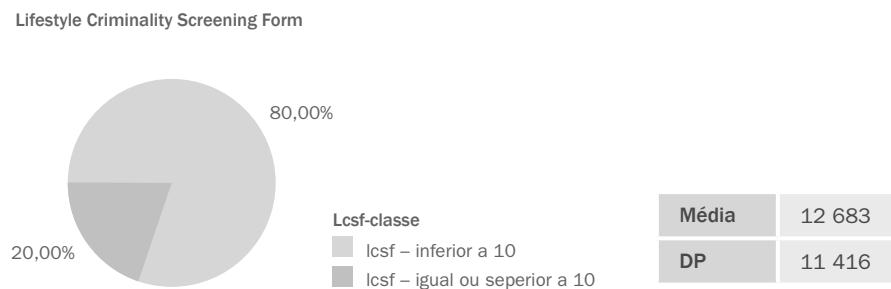 Lifestyle Criminality Screening Form
80,00%
20,00%
Lcsf-classe
lcsf – inferior a 10
lcsf – igual ou seperior a 10
Média 12 683
DP 11 416